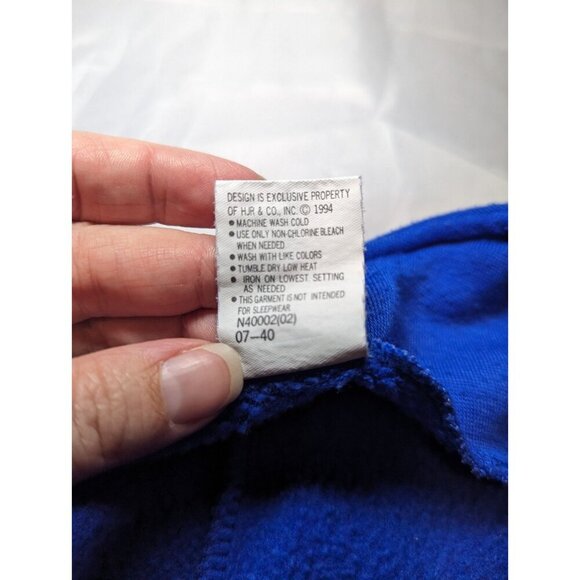 DESIGN IS EXCLUSIVE PROPERTY
OF HJR & CO., INC. © 1994
• MACHINE WASH COLD
• USE ONLY NON-CHLORINE BLEACH
WHEN NEEDED
• WASH WITH LIKE COLORS
• TUMBLE DRY LOW HEAT
• IRON ON LOWEST SETTING
AS NEEDED
• THIS GARMENT IS NOT INTENDED
FOR SLEEPWEAR
N40002(02)
07-40